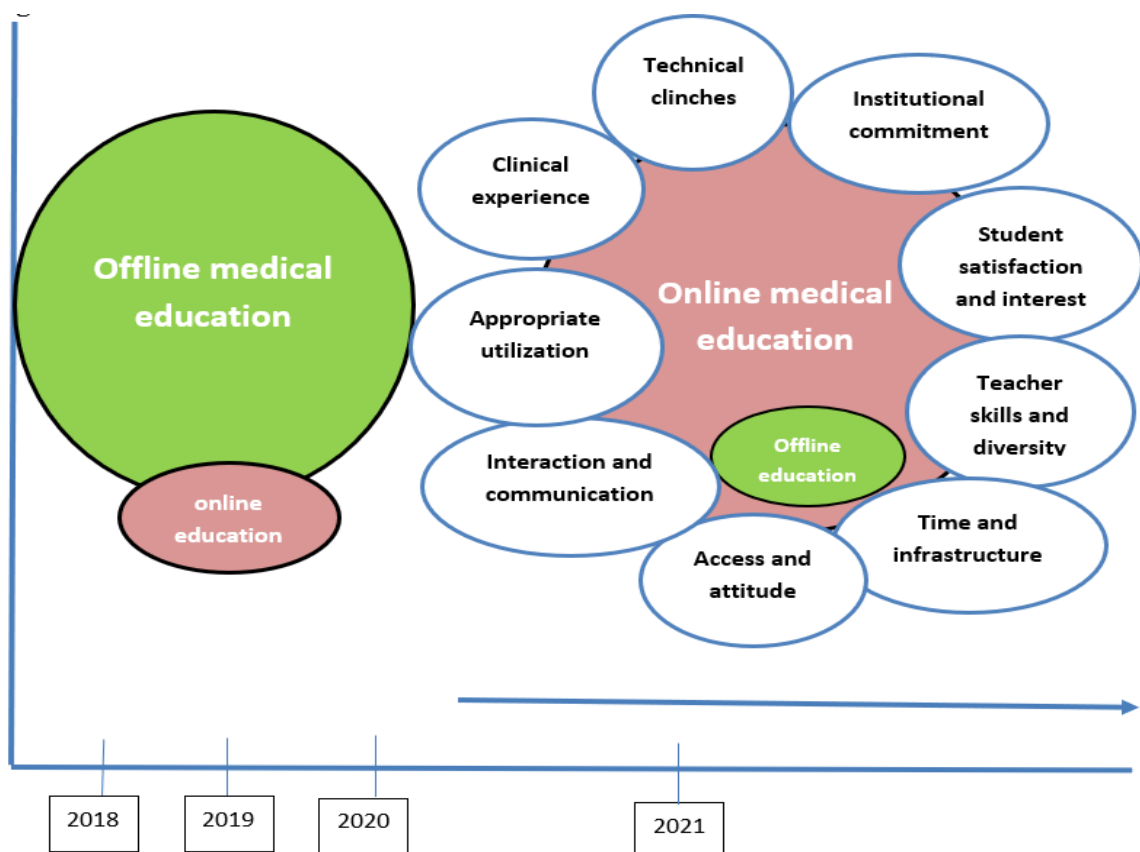 Offline medical
education
online
education
Technical
clinches
Institutional
commitment
Clinical
experience
Student
satisfaction
and interest
Online medical
education
Appropriate
utilization
Teacher
skills and
diversity
Offline
education
Interaction and
communication
Time and
infrastructure
Access and
attitude
2018
2019
2020
2021